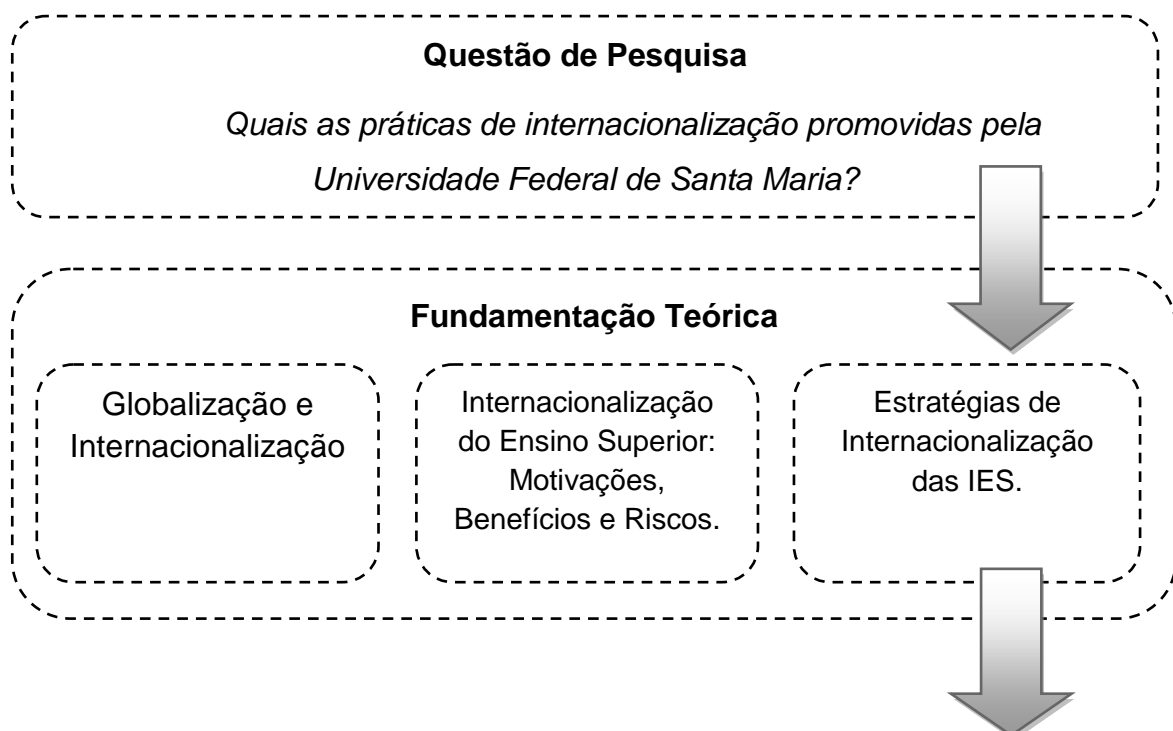 Questão de Pesquisa
Quais as práticas de internacionalização promovidas pela
Universidade Federal de Santa Maria?
Fundamentação Teórica
Globalização e
Internacionalização
Internacionalização
do Ensino Superior:
Motivações,
Benefícios e Riscos.
Estratégias de
Internacionalização
das IES.